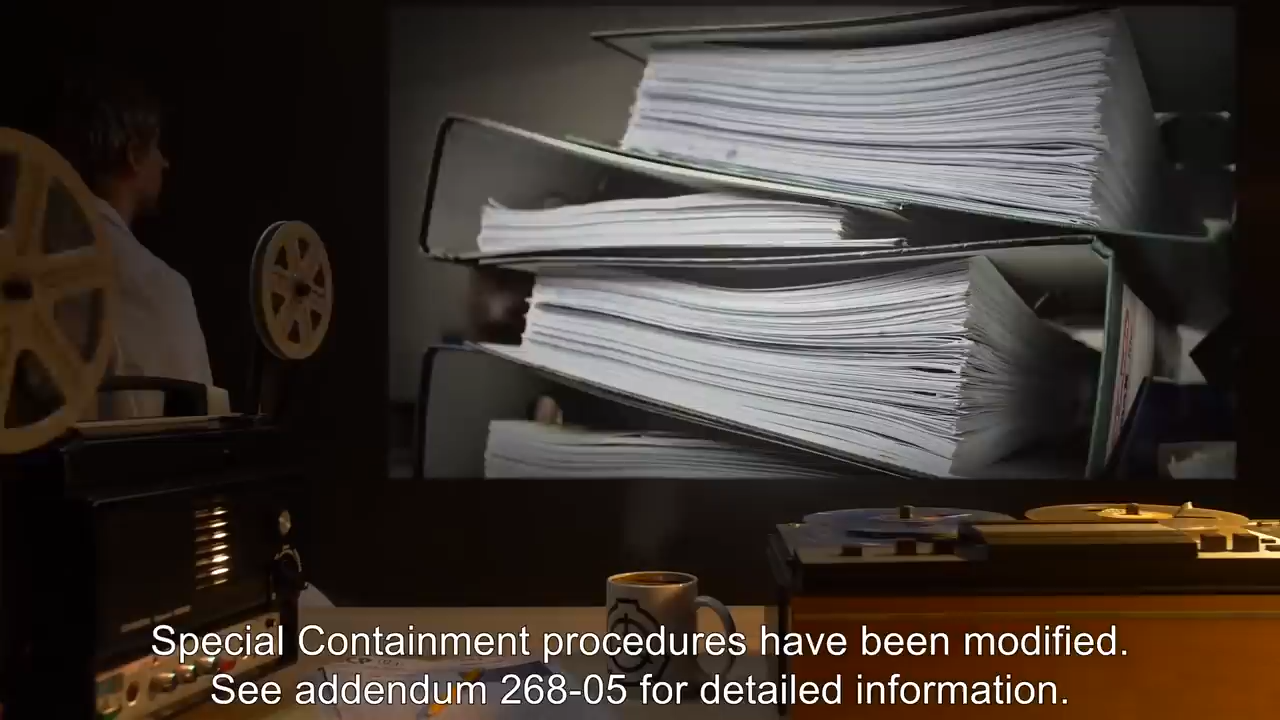 Special Containment procedures have been modified.
See addendum 268-05 for detailed information.